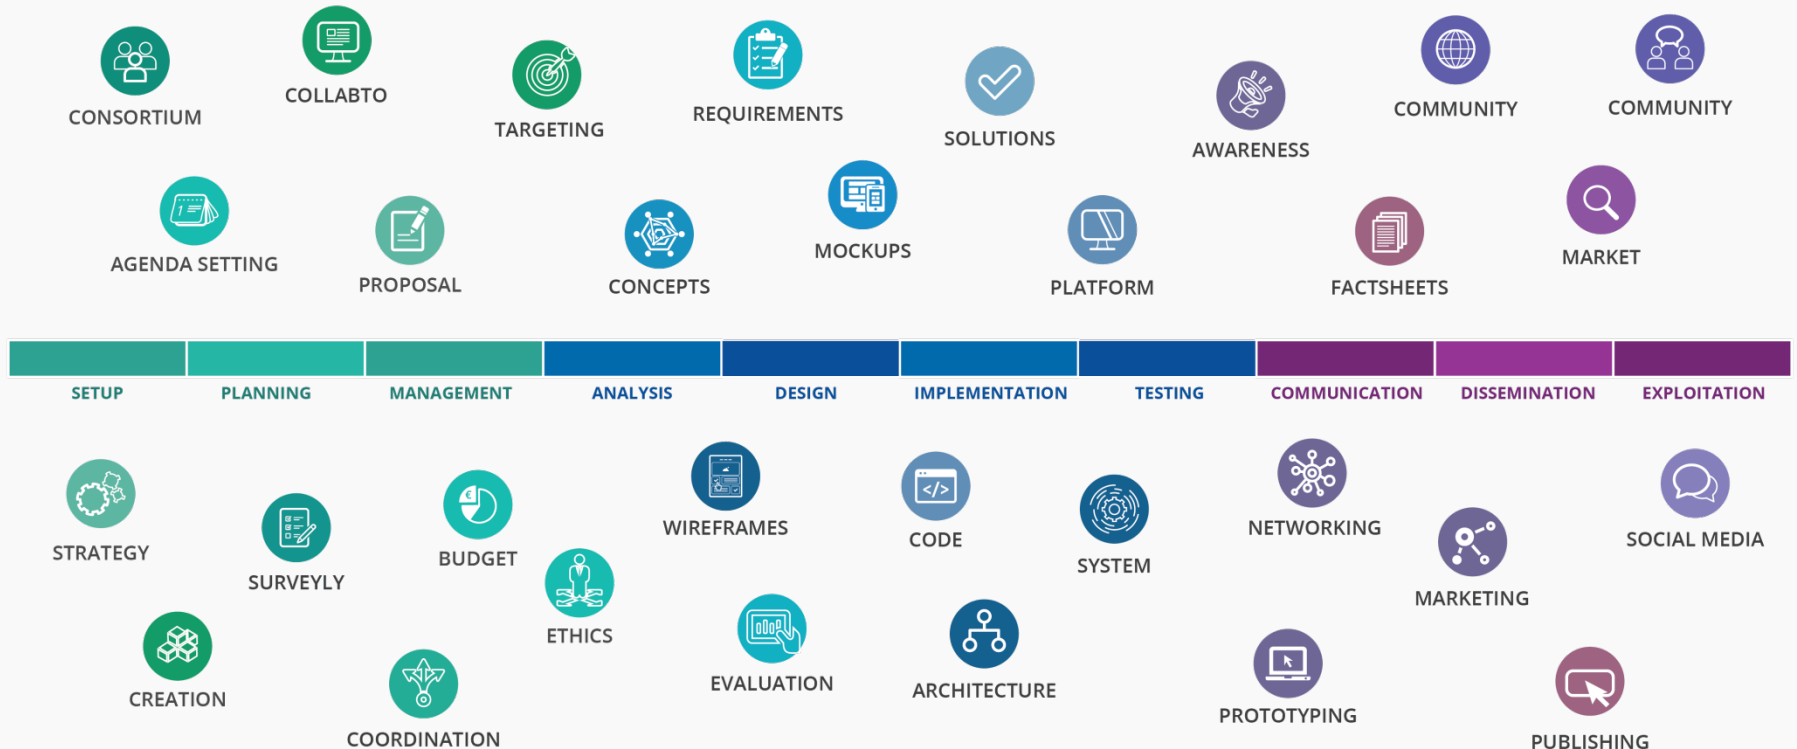 CONSORTIUM
COLLABTO
TARGETING
REQUIREMENTS
SOLUTIONS
AWARENESS
COMMUNITY
COMMUNITY
AGENDA SETTING
PROPOSAL
CONCEPTS
MOCKUPS
PLATFORM
FACTSHEETS
MARKET
SETUP
PLANNING
MANAGEMENT
ANALYSIS
DESIGN
IMPLEMENTATION
TESTING
COMMUNICATION
DISSEMINATION
EXPLOITATION
STRATEGY
SURVEYLY
BUDGET
ETHICS
WIREFRAMES
CODE
SYSTEM
NETWORKING
MARKETING
SOCIAL MEDIA
CREATION
COORDINATION
EVALUATION
ARCHITECTURE
PROTOTYPING
PUBLISHING